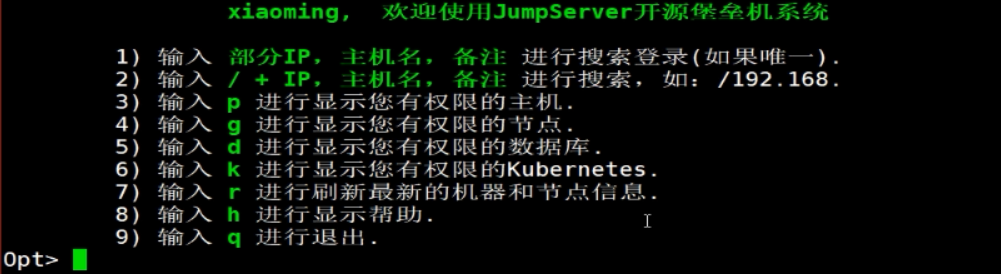 xiaoming, 欢迎使用JumpServer开源堡垒机系统
1) 输入 部分IP, 主机名, 备注 进行搜索登录(如果唯一).
2) 输入 / + IP, 主机名, 备注 进行搜索, 如: /192.168.
3) 输入 p 进行显示您有权限的主机.
4) 输入 g 进行显示您有权限的节点.
5) 输入 d 进行显示您有权限的数据库.
6) 输入 k 进行显示您有权限的Kubernetes.
7) 输入 r 进行刷新最新的机器和节点信息.
8) 输入 h 进行显示帮助.
9) 输入 q 进行退出.
Opt>